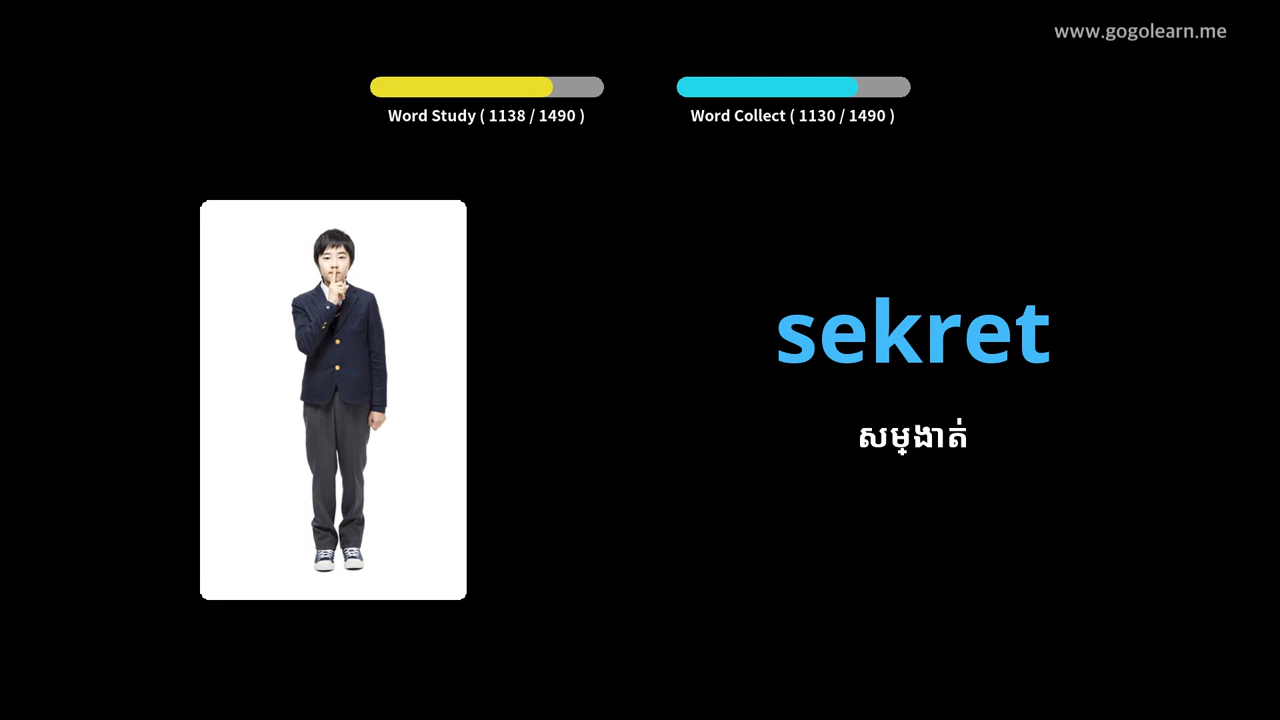 www.gogolearn.me
Word Study ( 1138 / 1490 )
Word Collect ( 1130 / 1490 )
sekret
សម្ងាត់